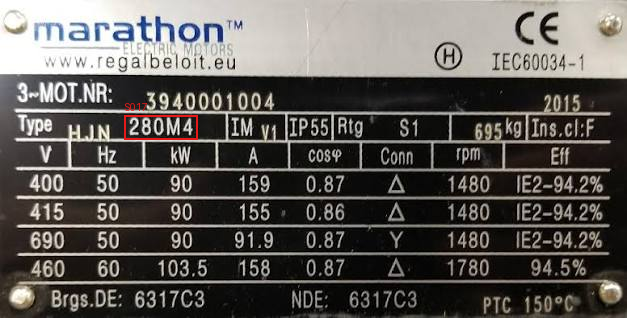 marathon™
ELECTRIC MOTORS
www.regalbeloit.eu
CE
H
IEC60034-1
3~MOT.NR: 3940001004 2015
Type HJN 280M4 IM V1 IP55 Rtg S1 695kg Ins.cl:F
V Hz kW A cosφ Conn rpm Eff
400 50 90 159 0.87 Δ 1480 IE2-94.2%
415 50 90 155 0.86 Δ 1480 IE2-94.2%
690 50 90 91.9 0.87 Y 1480 IE2-94.2%
460 60 103.5 158 0.87 Δ 1780 94.5%
Brgs.DE: 6317C3 NDE: 6317C3 PTC 150°C